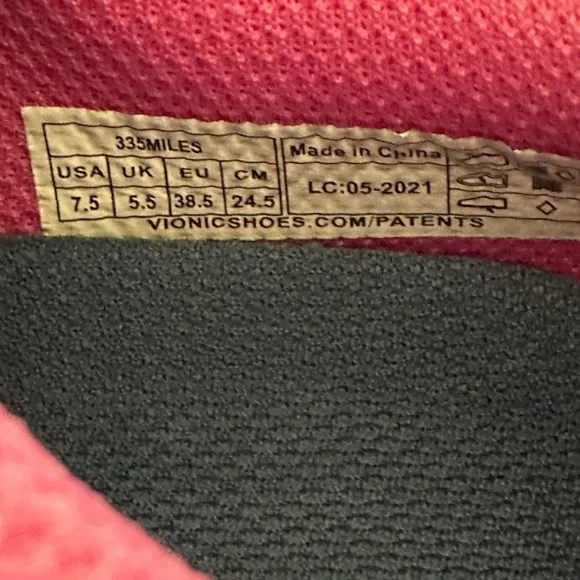 335MILES Made in China
USA UK EU CM
LC:05-2021
7.5 5.5 38.5 24.5
VIONICSHOES.COM/PATENTS